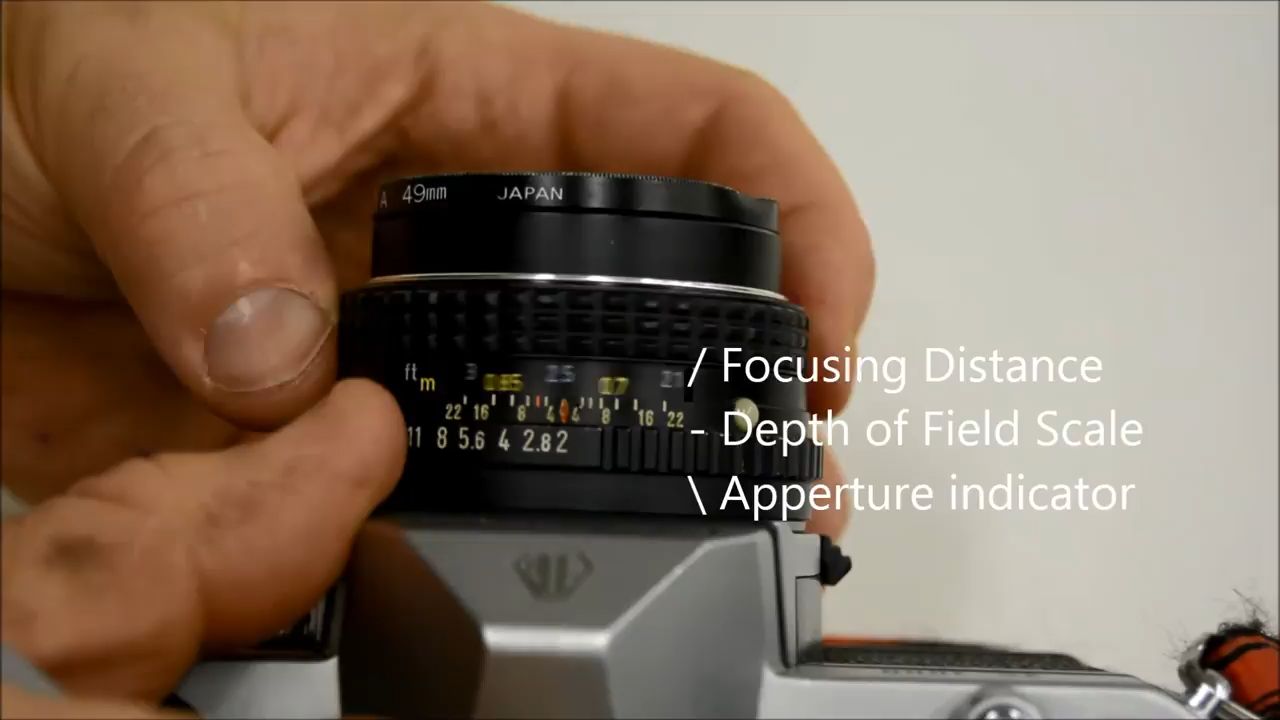 A 49mm JAPAN
ft 3 2.5
m 0.85 0.7
22 16 8 4 4 8 16 22
11 8 5.6 4 2.8 2
/ Focusing Distance
- Depth of Field Scale
\ Apperture indicator